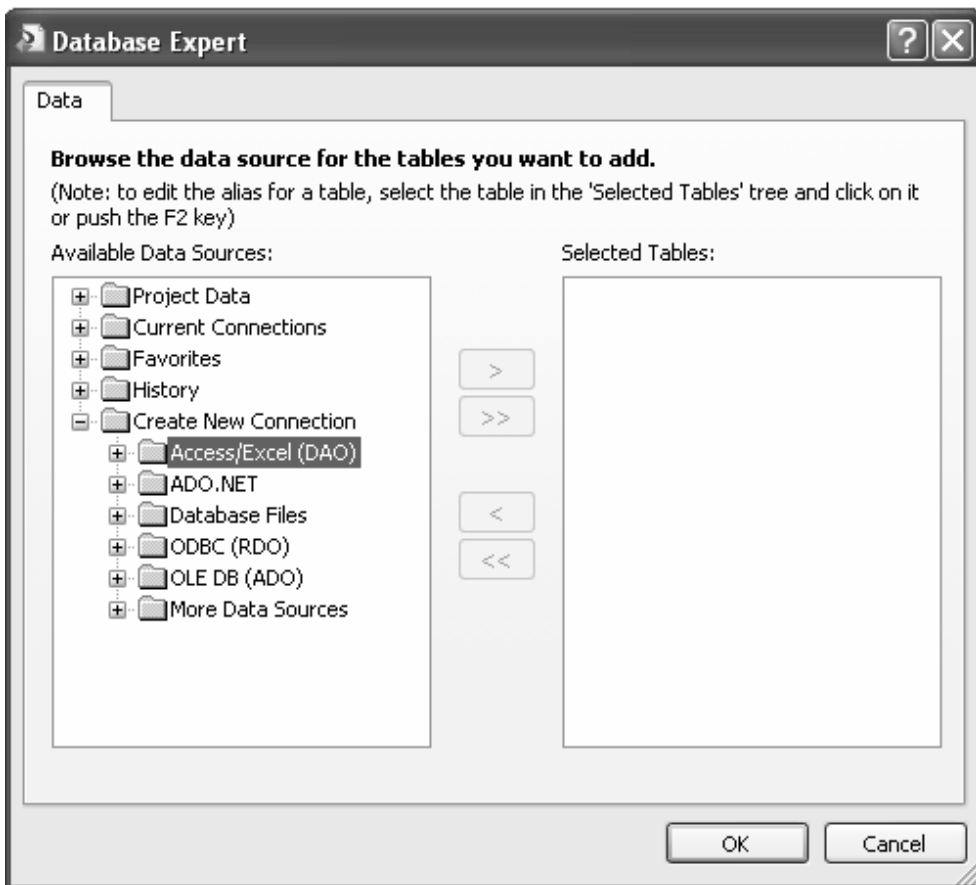 Database Expert
Data
Browse the data source for the tables you want to add.
(Note: to edit the alias for a table, select the table in the 'Selected Tables' tree and click on it
or push the F2 key)
Available Data Sources:
Selected Tables:
Project Data
Current Connections
Favorites
History
Create New Connection
Access/Excel (DAO)
ADO.NET
Database Files
ODBC (RDO)
OLE DB (ADO)
More Data Sources
>
>>
<
<<
OK
Cancel